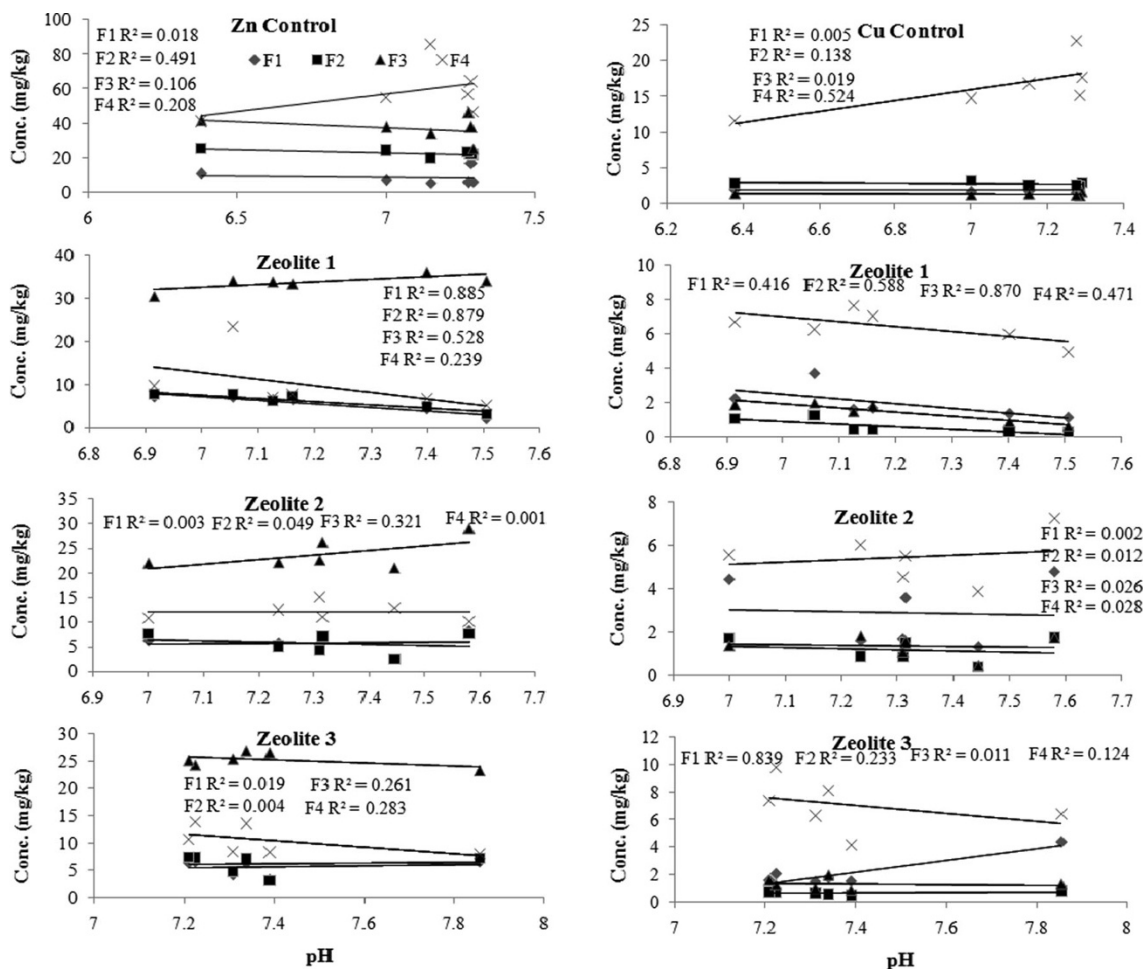 Zn Control
Conc. (mg/kg)
100
80
60
40
20
0
F1 R² = 0.018
F2 R² = 0.491
F3 R² = 0.106
F4 R² = 0.208
F1 F2 F3 F4
6 6.5 7 7.5
Cu Control
Conc. (mg/kg)
25
20
15
10
5
0
F1 R² = 0.005
F2 R² = 0.138
F3 R² = 0.019
F4 R² = 0.524
6.2 6.4 6.6 6.8 7 7.2 7.4
Zeolite 1
Conc. (mg/kg)
40
30
20
10
0
F1 R² = 0.885
F2 R² = 0.879
F3 R² = 0.528
F4 R² = 0.239
6.8 6.9 7 7.1 7.2 7.3 7.4 7.5 7.6
Zeolite 1
Conc. (mg/kg)
8
6
4
2
0
F1 R² = 0.416 F2 R² = 0.588 F3 R² = 0.870 F4 R² = 0.471
6.8 6.9 7 7.1 7.2 7.3 7.4 7.5 7.6
Zeolite 2
Conc. (mg/kg)
35
30
25
20
15
10
5
0
F1 R² = 0.003 F2 R² = 0.049 F3 R² = 0.321 F4 R² = 0.001
6.9 7 7.1 7.2 7.3 7.4 7.5 7.6 7.7
Zeolite 2
Conc. (mg/kg)
8
6
4
2
0
F1 R² = 0.002
F2 R² = 0.012
F3 R² = 0.026
F4 R² = 0.028
6.9 7 7.1 7.2 7.3 7.4 7.5 7.6 7.7
Zeolite 3
Conc. (mg/kg)
30
25
20
15
10
5
0
F1 R² = 0.019 F3 R² = 0.261
F2 R² = 0.004 F4 R² = 0.283
7 7.2 7.4 7.6 7.8 8
pH
Zeolite 3
Conc. (mg/kg)
12
10
8
6
4
2
0
F1 R² = 0.839 F2 R² = 0.233 F3 R² = 0.011 F4 R² = 0.124
7 7.2 7.4 7.6 7.8 8
pH